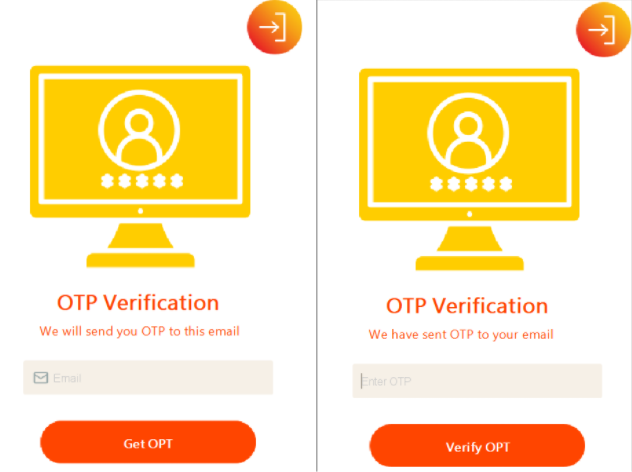 OTP Verification
We will send you OTP to this email
Email
Get OPT
OTP Verification
We have sent OTP to your email
Enter OTP
Verify OPT